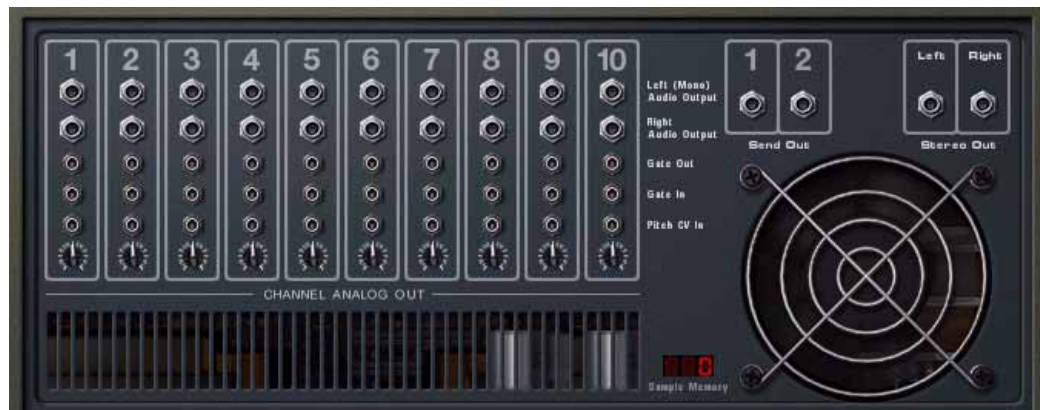 1 2 3 4 5 6 7 8 9 10
Left (Mono)
Audio Output
Right
Audio Output
Gate Out
Gate In
Pitch CV In
CHANNEL ANALOG OUT
1 2
Send Out
Left Right
Stereo Out
0
Sample Memory